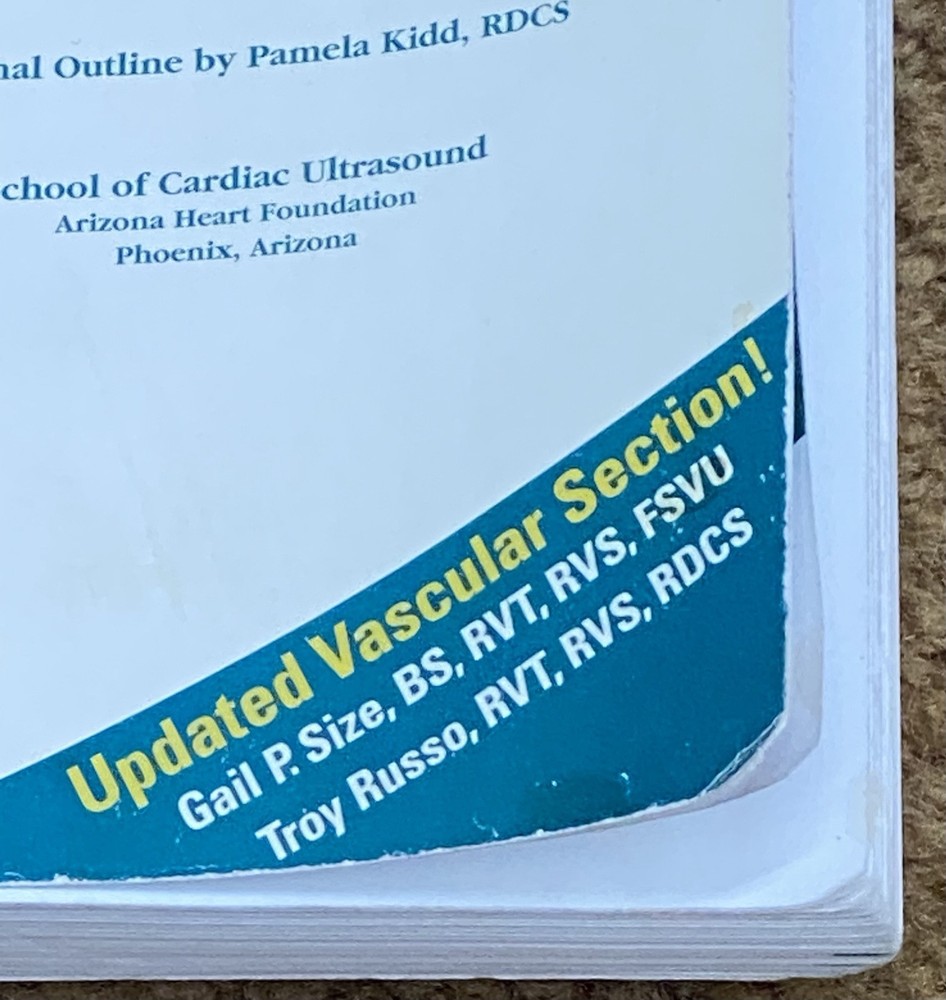 nal Outline by Pamela Kidd, RDCS
chool of Cardiac Ultrasound
Arizona Heart Foundation
Phoenix, Arizona
Updated Vascular Section!
Gail P. Size, BS, RVT, RVS, FSVU
Troy Russo, RVT, RVS, RDCS